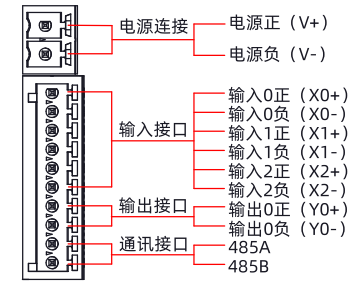 电源连接
电源正（V+）
电源负（V-）
输入接口
输入0正（X0+）
输入0负（X0-）
输入1正（X1+）
输入1负（X1-）
输入2正（X2+）
输入2负（X2-）
输出接口
输出0正（Y0+）
输出0负（Y0-）
通讯接口
485A
485B